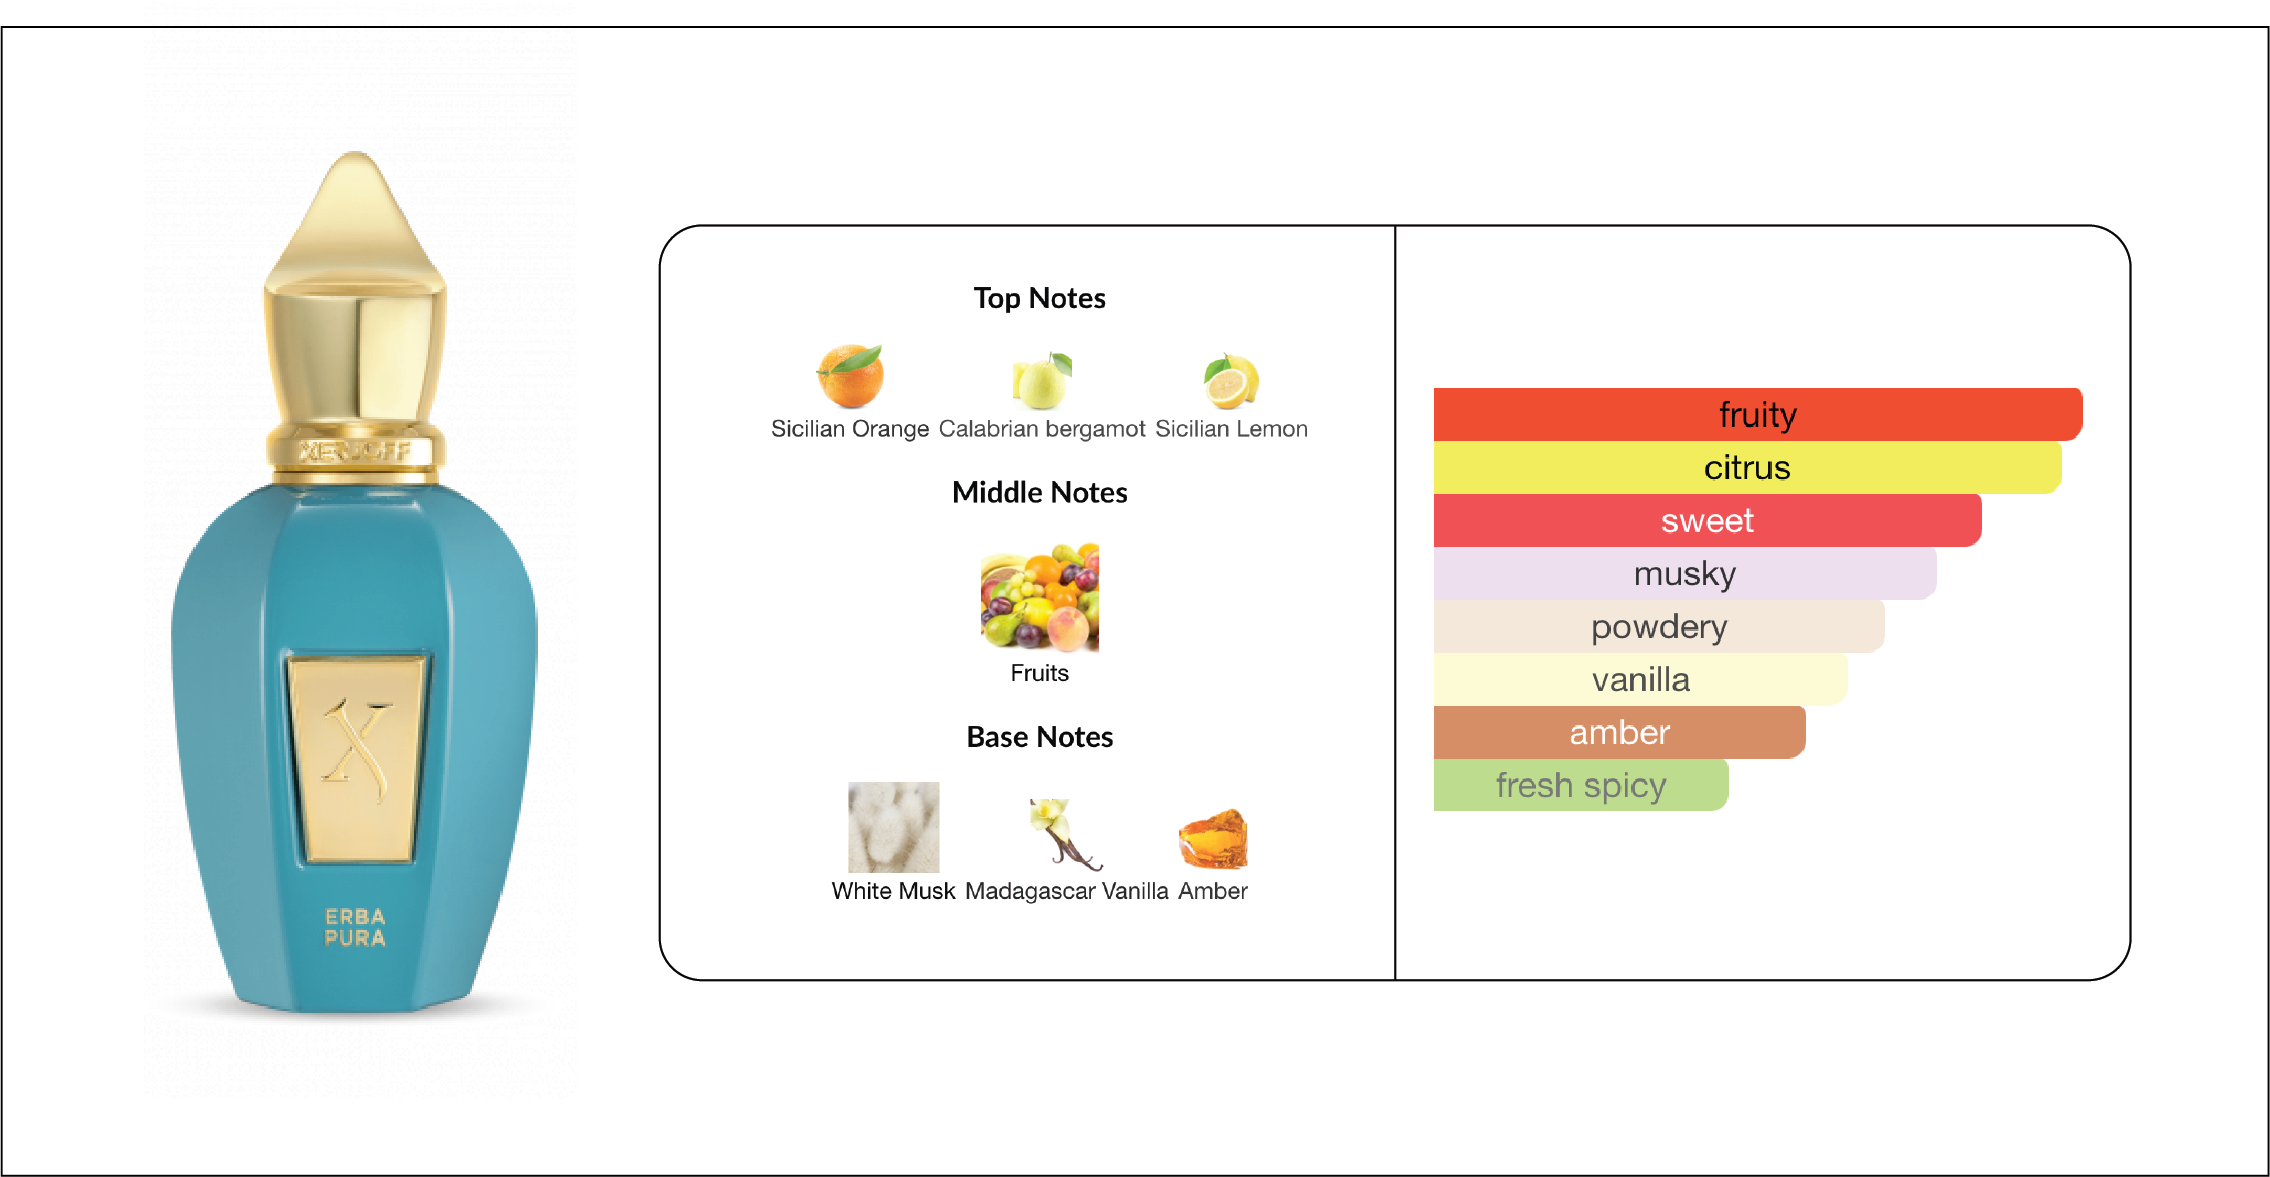 XERJOFF
X
ERBA
PURA
Top Notes
Sicilian Orange Calabrian bergamot Sicilian Lemon
Middle Notes
Fruits
Base Notes
White Musk Madagascar Vanilla Amber
fruity
citrus
sweet
musky
powdery
vanilla
amber
fresh spicy